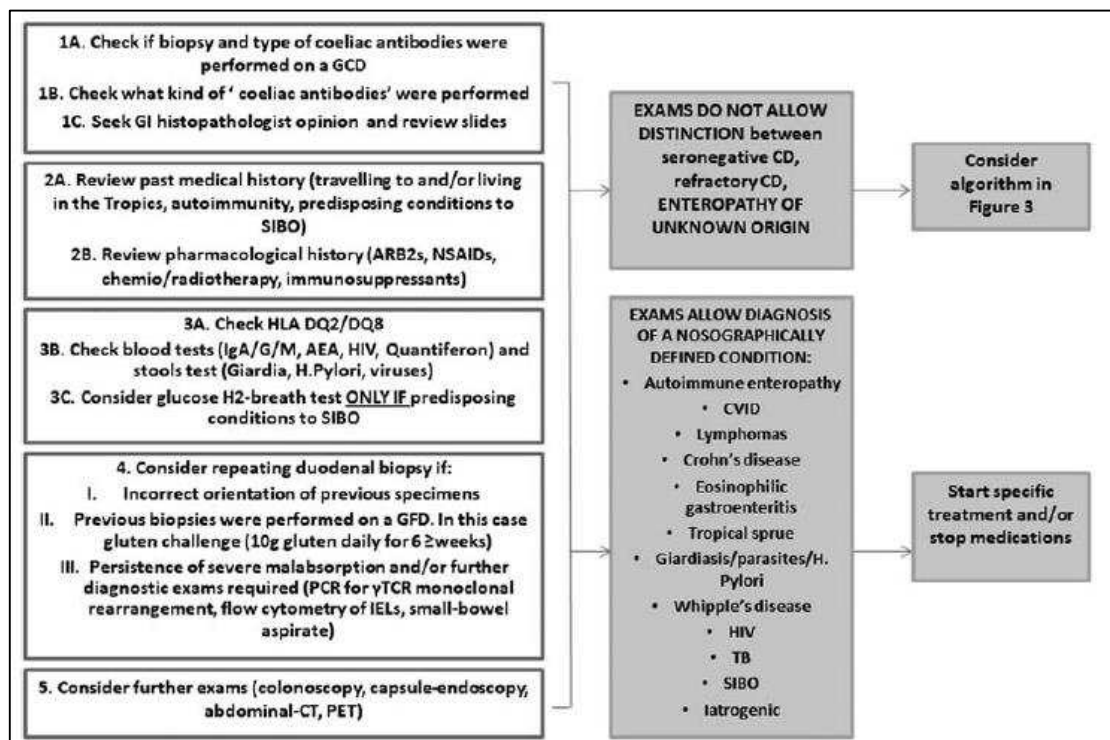 1A. Check if biopsy and type of coeliac antibodies were
performed on a GCD
1B. Check what kind of ‘ coeliac antibodies’ were performed
1C. Seek GI histopathologist opinion and review slides
2A. Review past medical history (travelling to and/or living
in the Tropics, autoimmunity, predisposing conditions to
SIBO)
2B. Review pharmacological history (ARB2s, NSAIDs,
chemio/radiotherapy, immunosuppressants)
3A. Check HLA DQ2/DQ8
3B. Check blood tests (IgA/G/M, AEA, HIV, Quantiferon) and
stools test (Giardia, H.Pylori, viruses)
3C. Consider glucose H2-breath test ONLY IF predisposing
conditions to SIBO
4. Consider repeating duodenal biopsy if:
I. Incorrect orientation of previous specimens
II. Previous biopsies were performed on a GFD. In this case
gluten challenge (10g gluten daily for 6 ≥weeks)
III. Persistence of severe malabsorption and/or further
diagnostic exams required (PCR for γTCR monoclonal
rearrangement, flow cytometry of IELs, small-bowel
aspirate)
5. Consider further exams (colonoscopy, capsule-endoscopy,
abdominal-CT, PET)
EXAMS DO NOT ALLOW
DISTINCTION between
seronegative CD,
refractory CD,
ENTEROPATHY OF
UNKNOWN ORIGIN
Consider
algorithm in
Figure 3
EXAMS ALLOW DIAGNOSIS
OF A NOSOGRAPHICALLY
DEFINED CONDITION:
• Autoimmune enteropathy
• CVID
• Lymphomas
• Crohn’s disease
• Eosinophilic
gastroenteritis
• Tropical sprue
• Giardiasis/parasites/H.
Pylori
• Whipple’s disease
• HIV
• TB
• SIBO
• Iatrogenic
Start specific
treatment and/or
stop medications